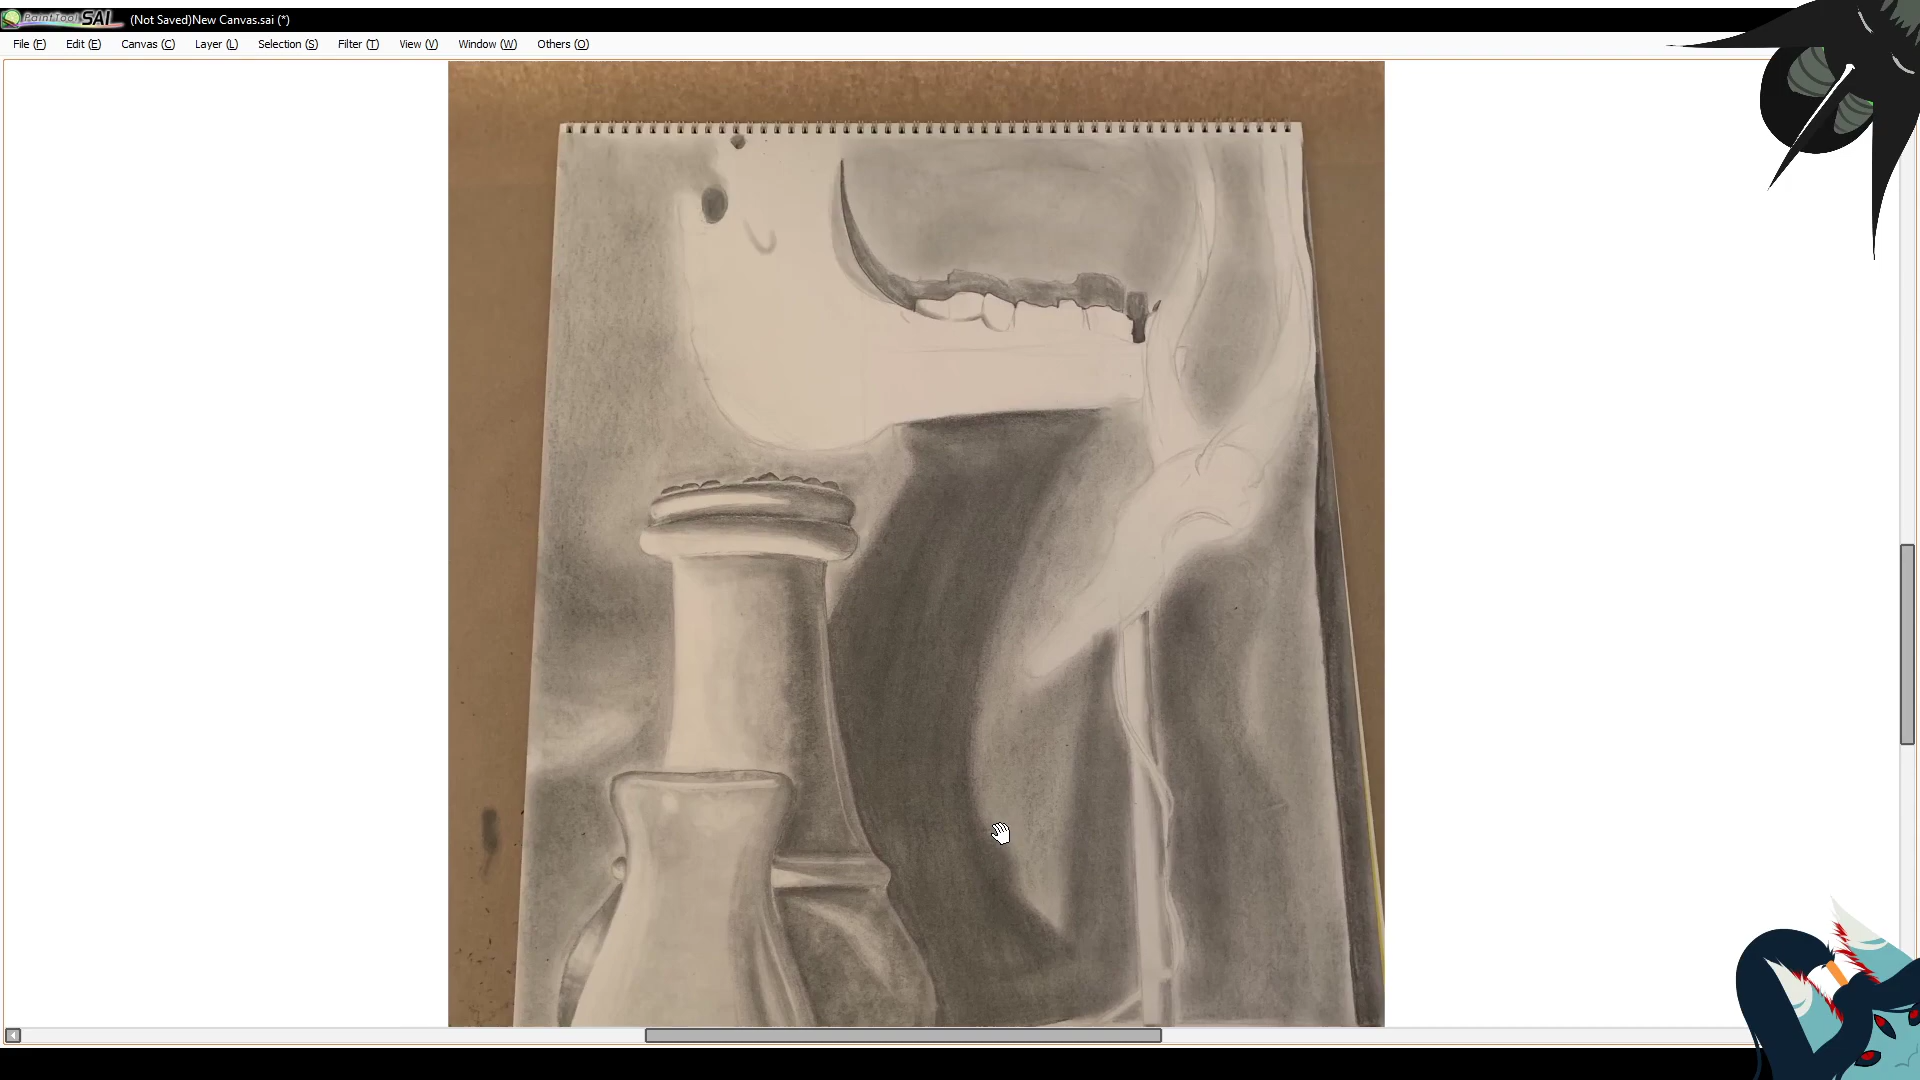 PaintTool SAI (Not Saved)New Canvas.sai (*)
File (F) Edit (E) Canvas (C) Layer (L) Selection (S) Filter (T) View (V) Window (W) Others (O)